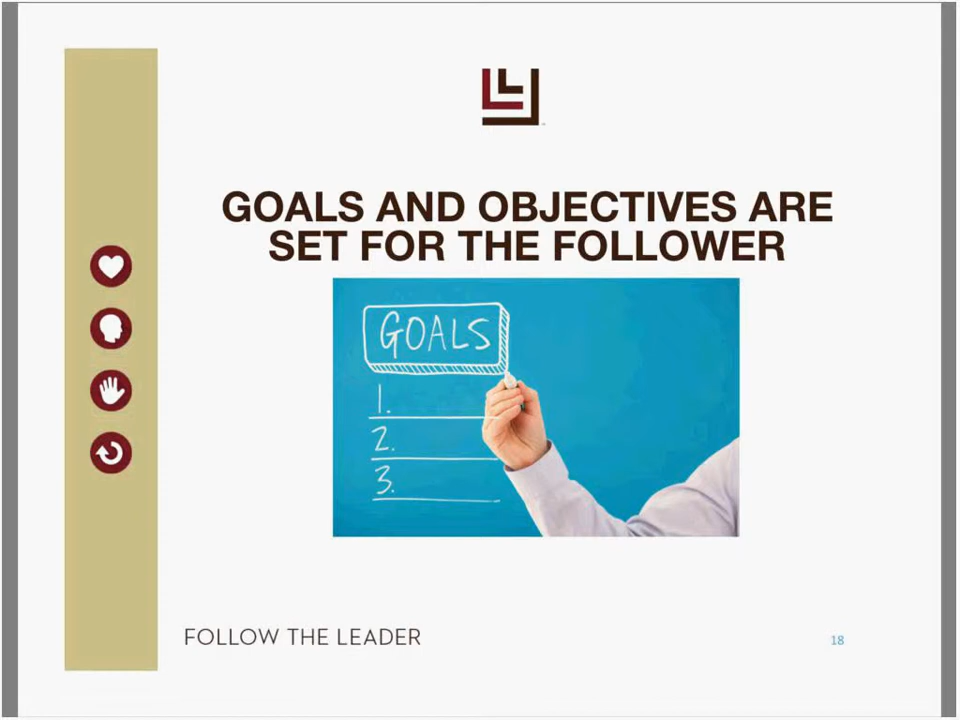 GOALS AND OBJECTIVES ARE
SET FOR THE FOLLOWER
GOALS
1.
2.
3.
FOLLOW THE LEADER
18